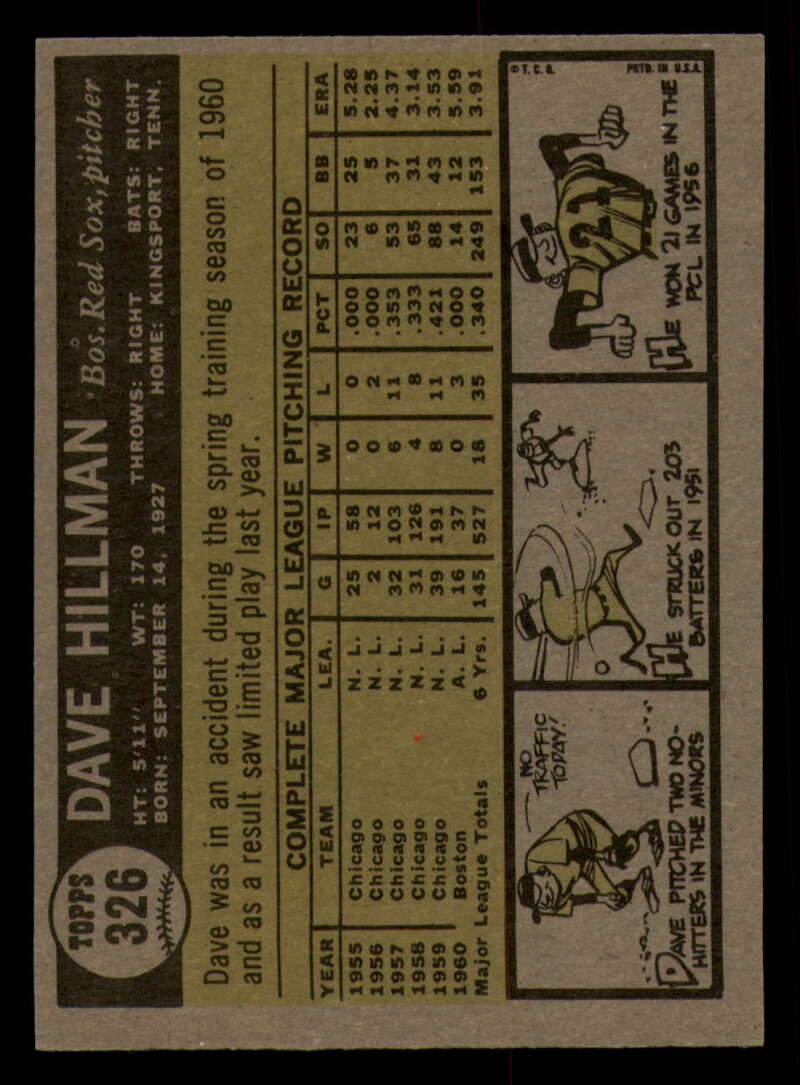 TOPPS
326
DAVE HILLMAN • Bos. Red Sox, pitcher
HT: 5'11" WT: 170 THROWS: RIGHT BATS: RIGHT
BORN: SEPTEMBER 14, 1927 HOME: KINGSPORT, TENN.
Dave was in an accident during the spring training season of 1960
and as a result saw limited play last year.
COMPLETE MAJOR LEAGUE PITCHING RECORD
YEAR TEAM LEA. G IP W L PCT SO BB ERA
1955 Chicago N. L. 25 58 0 0 .000 23 25 5.28
1956 Chicago N. L. 2 12 0 2 .000 6 5 2.25
1957 Chicago N. L. 32 103 6 11 .353 53 37 4.37
1958 Chicago N. L. 31 126 4 8 .333 65 31 3.14
1959 Chicago N. L. 39 191 8 11 .421 88 43 3.53
1960 Boston A. L. 16 37 0 3 .000 14 12 5.59
Major League Totals 6 Yrs. 145 527 18 35 .340 249 153 3.91
NO
TRAFFIC
TODAY!
DAVE PITCHED TWO NO-
HITTERS IN THE MINORS
HE STRUCK OUT 203
BATTERS IN 1951
© T. C. G. PRTD. IN U.S.A.
21
HE WON 21 GAMES IN THE
PCL IN 1956